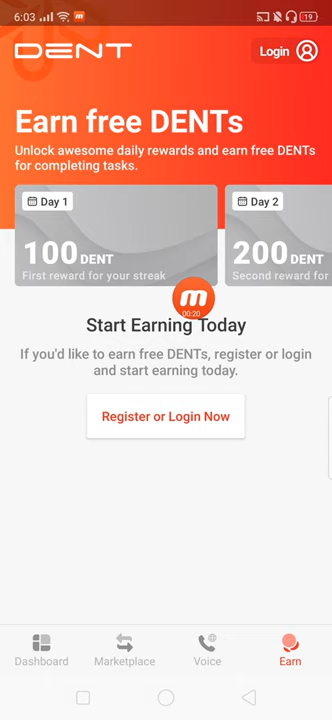 6:03
19
DENT
Login
Earn free DENTs
Unlock awesome daily rewards and earn free DENTs
for completing tasks.
Day 1
Day 2
100 DENT
200 DENT
First reward for your streak
Second reward for
m
00:20
Start Earning Today
If you'd like to earn free DENTs, register or login
and start earning today.
Register or Login Now
Dashboard
Marketplace
Voice
Earn